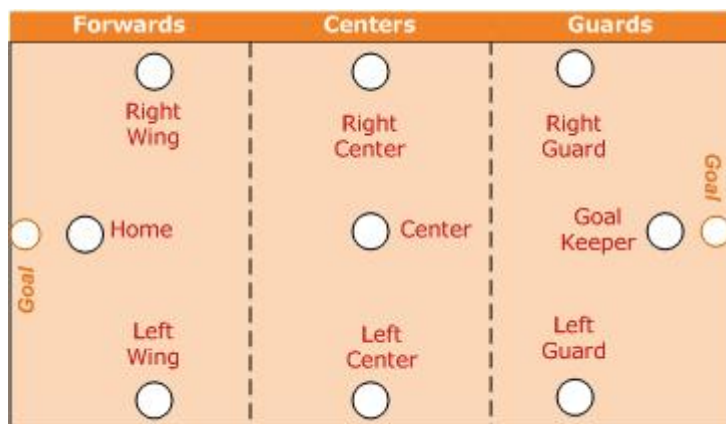 Forwards
Centers
Guards
Right
Wing
Right
Center
Right
Guard
Goal
Home
Center
Goal
Keeper
Goal
Left
Wing
Left
Center
Left
Guard